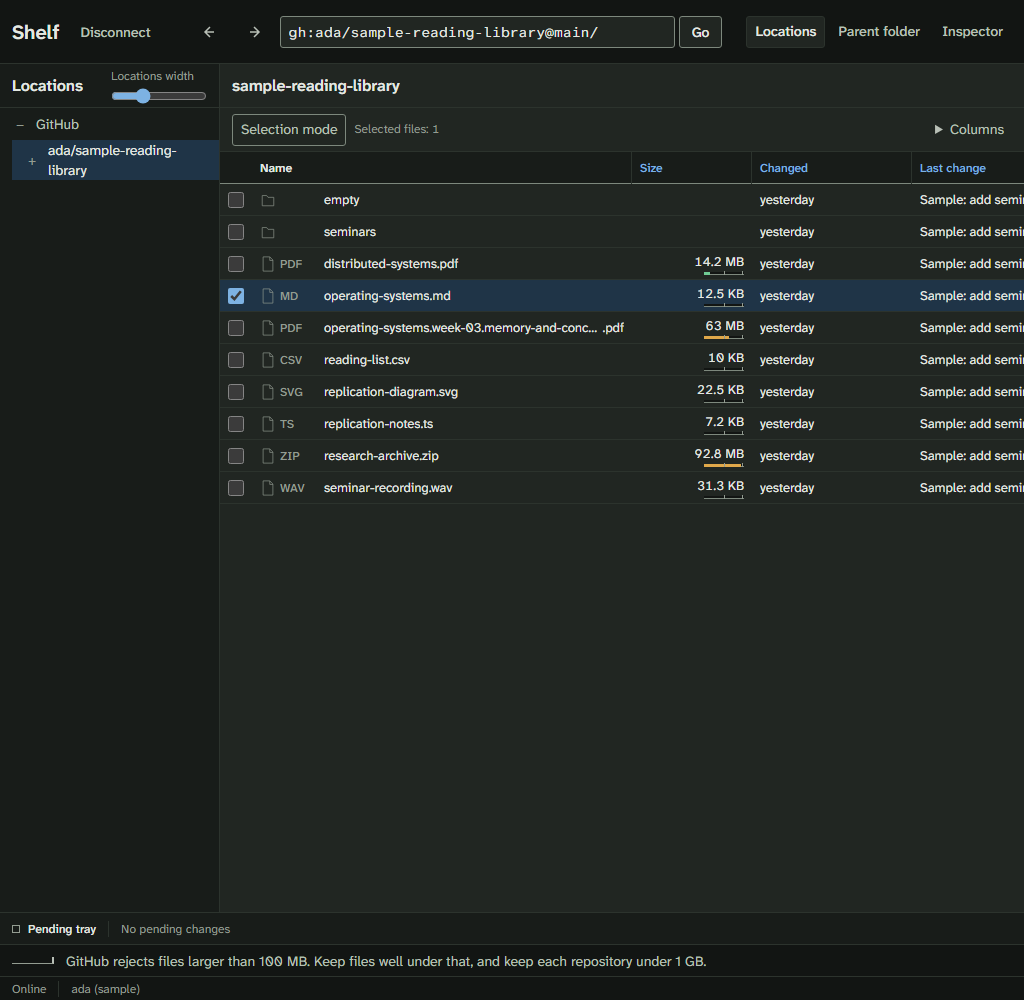 Shelf Disconnect ← → gh:ada/sample-reading-library@main/ Go Locations Parent folder Inspector
Locations Locations width
sample-reading-library
− GitHub
+ ada/sample-reading-
library
Selection mode Selected files: 1 Columns
Name Size Changed Last change
empty yesterday Sample: add semi
seminars yesterday Sample: add semi
PDF distributed-systems.pdf 14.2 MB yesterday Sample: add semi
MD operating-systems.md 12.5 KB yesterday Sample: add semi
PDF operating-systems.week-03.memory-and-conc... .pdf 63 MB yesterday Sample: add semi
CSV reading-list.csv 10 KB yesterday Sample: add semi
SVG replication-diagram.svg 22.5 KB yesterday Sample: add semi
TS replication-notes.ts 7.2 KB yesterday Sample: add semi
ZIP research-archive.zip 92.8 MB yesterday Sample: add semi
WAV seminar-recording.wav 31.3 KB yesterday Sample: add semi
Pending tray No pending changes
GitHub rejects files larger than 100 MB. Keep files well under that, and keep each repository under 1 GB.
Online ada (sample)